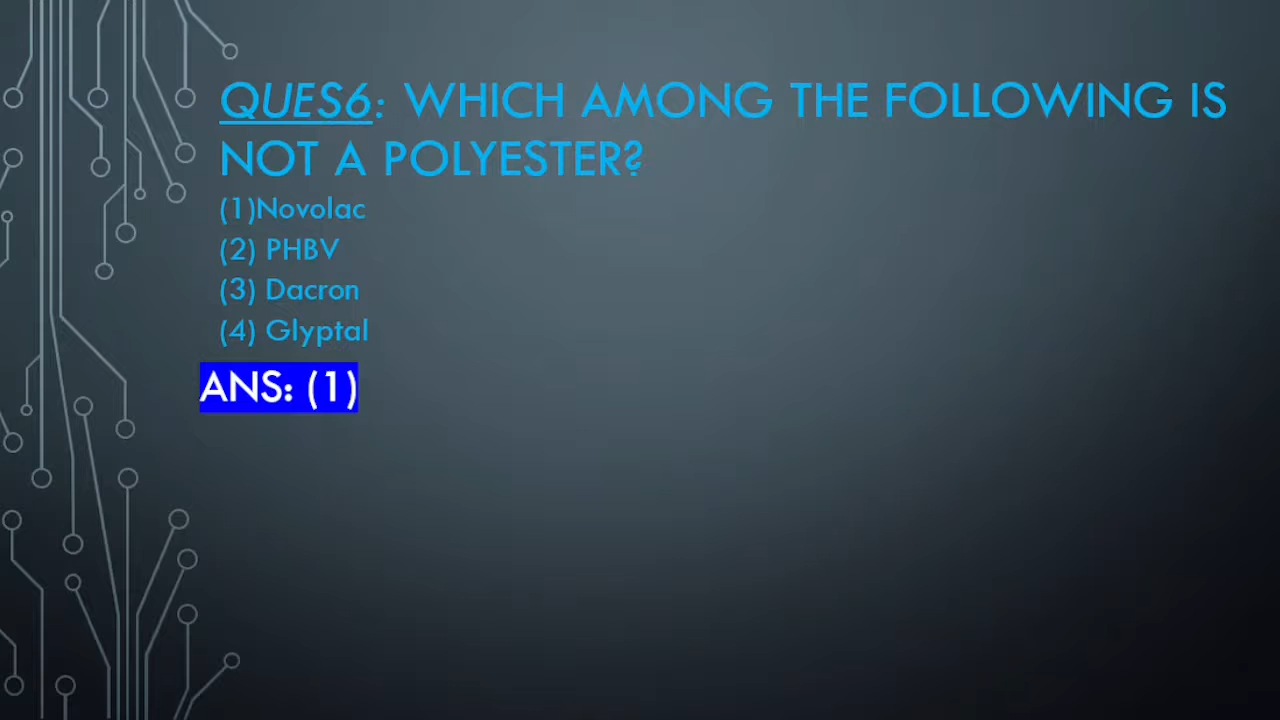 QUES6: WHICH AMONG THE FOLLOWING IS
NOT A POLYESTER?
(1)Novolac
(2) PHBV
(3) Dacron
(4) Glyptal
ANS: (1)